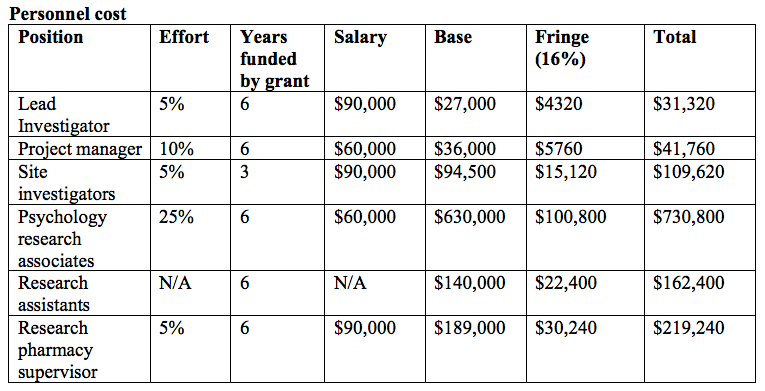 Personnel cost
Position Effort Years funded by grant Salary Base Fringe (16%) Total
Lead Investigator 5% 6 $90,000 $27,000 $4320 $31,320
Project manager 10% 6 $60,000 $36,000 $5760 $41,760
Site investigators 5% 3 $90,000 $94,500 $15,120 $109,620
Psychology research associates 25% 6 $60,000 $630,000 $100,800 $730,800
Research assistants N/A 6 N/A $140,000 $22,400 $162,400
Research pharmacy supervisor 5% 6 $90,000 $189,000 $30,240 $219,240